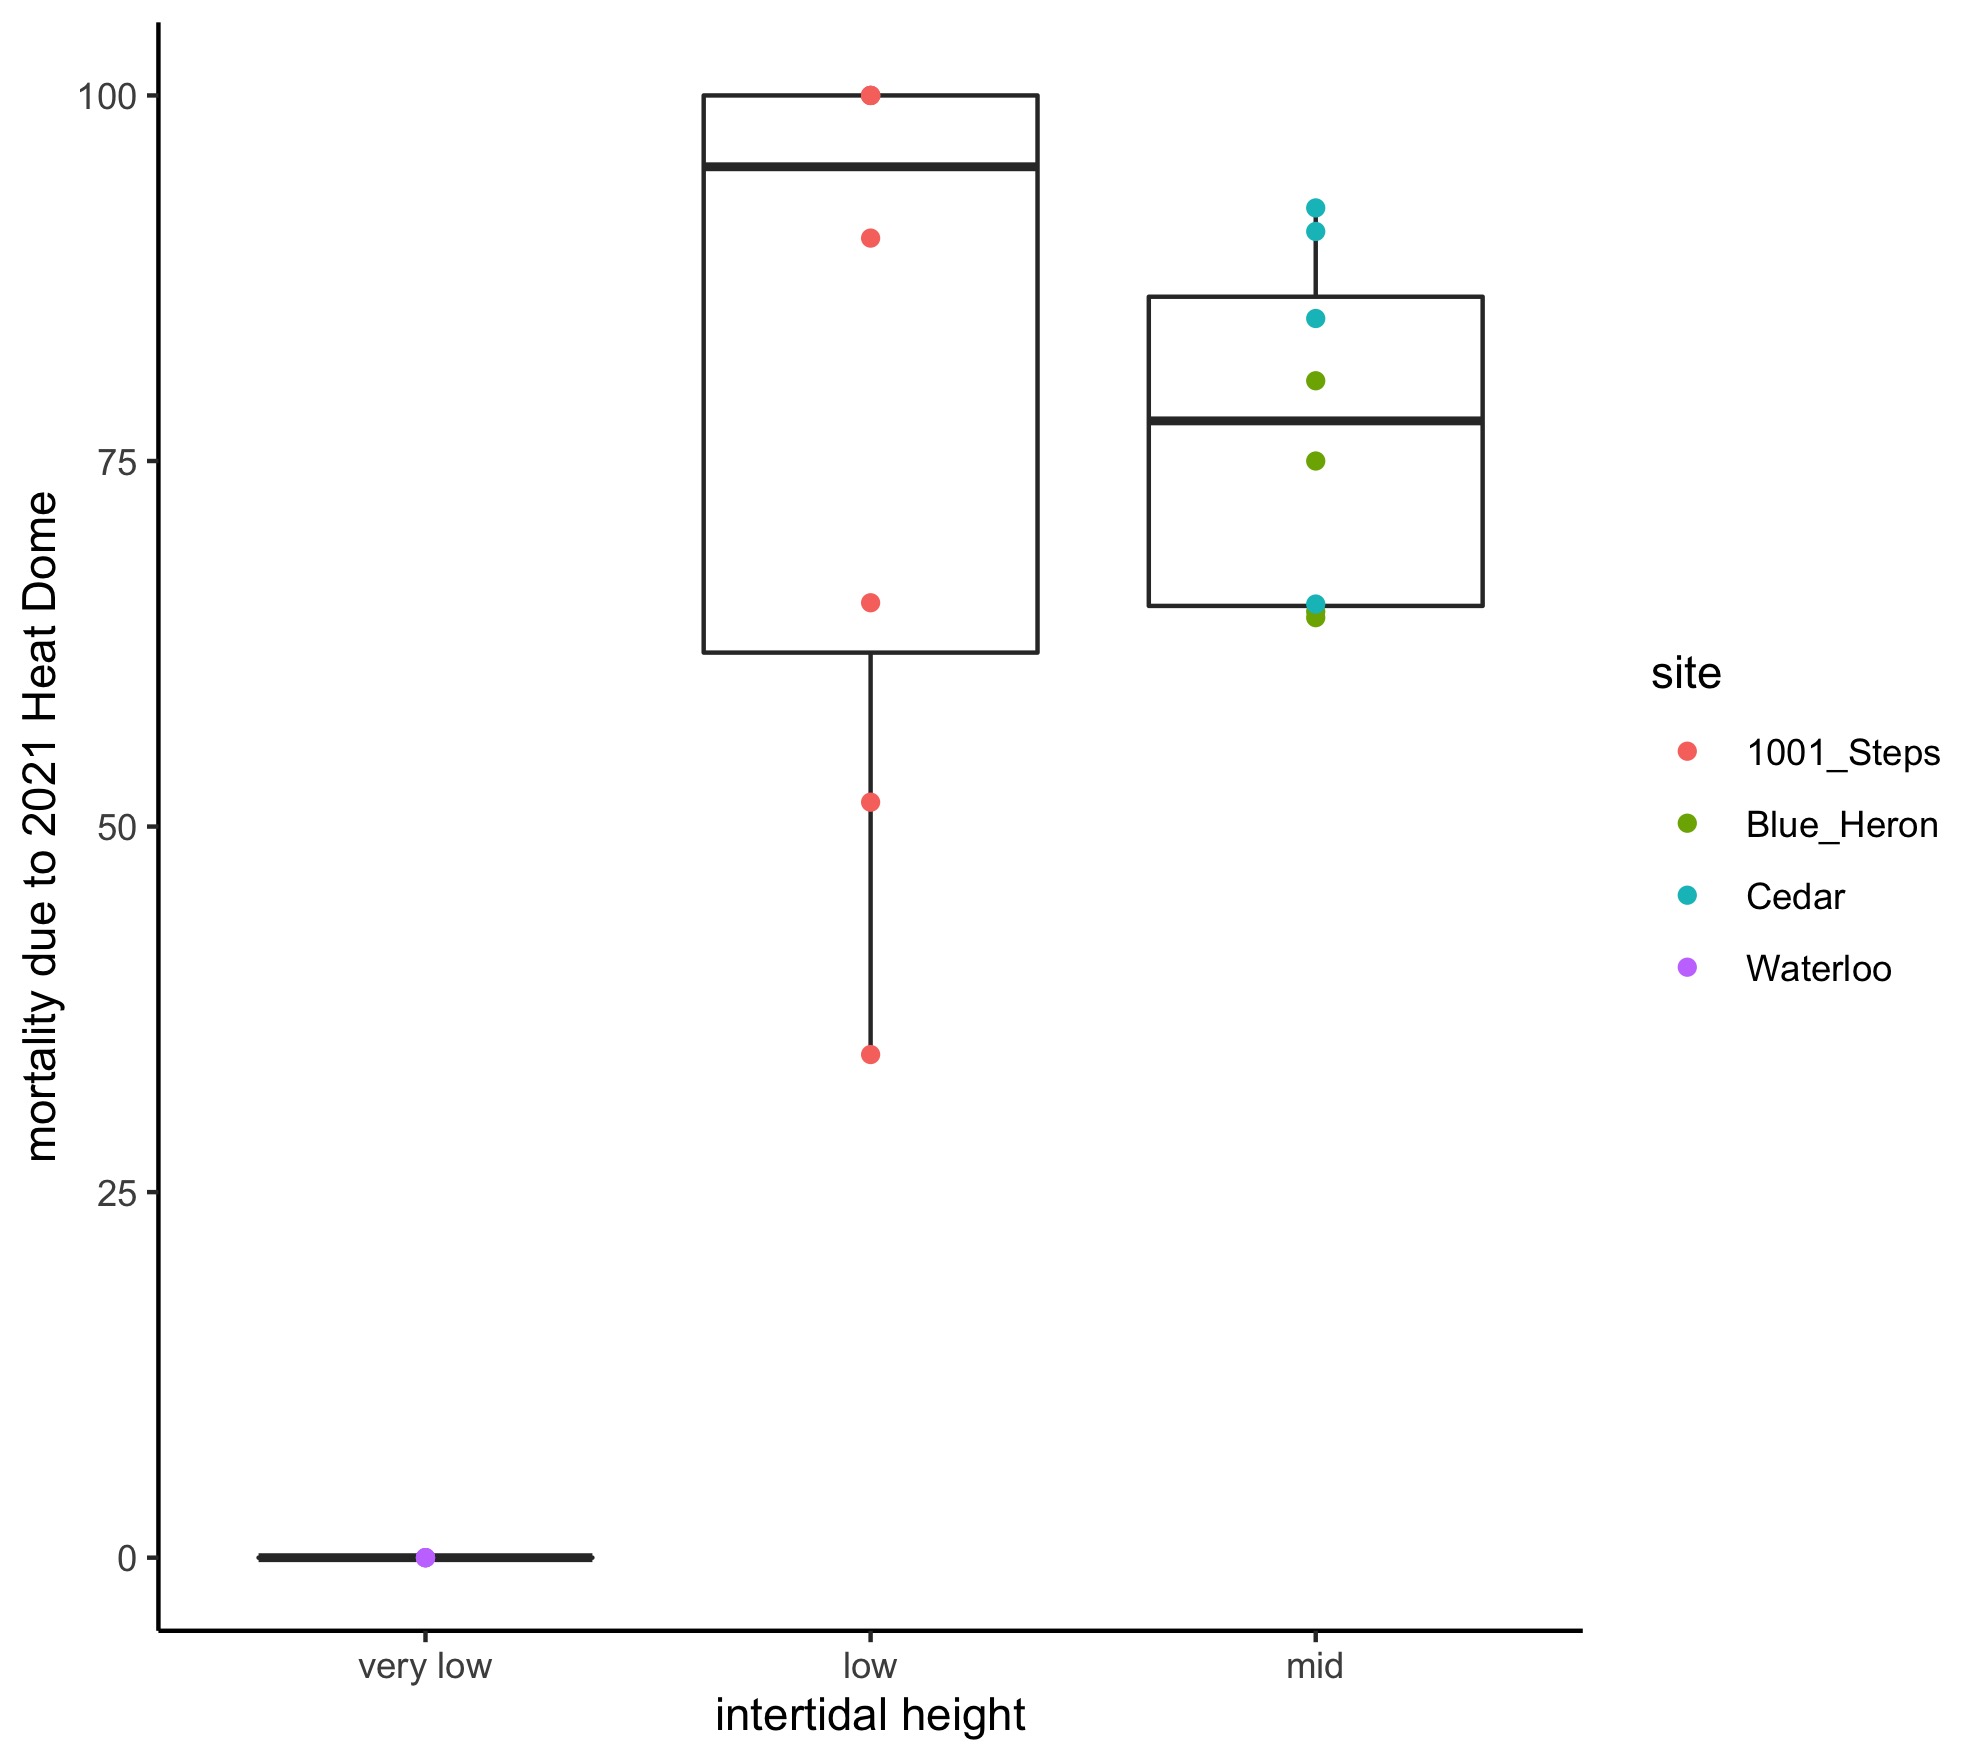 mortality due to 2021 Heat Dome
100
75
50
25
0
very low
low
mid
intertidal height
site
1001_Steps
Blue_Heron
Cedar
Waterloo